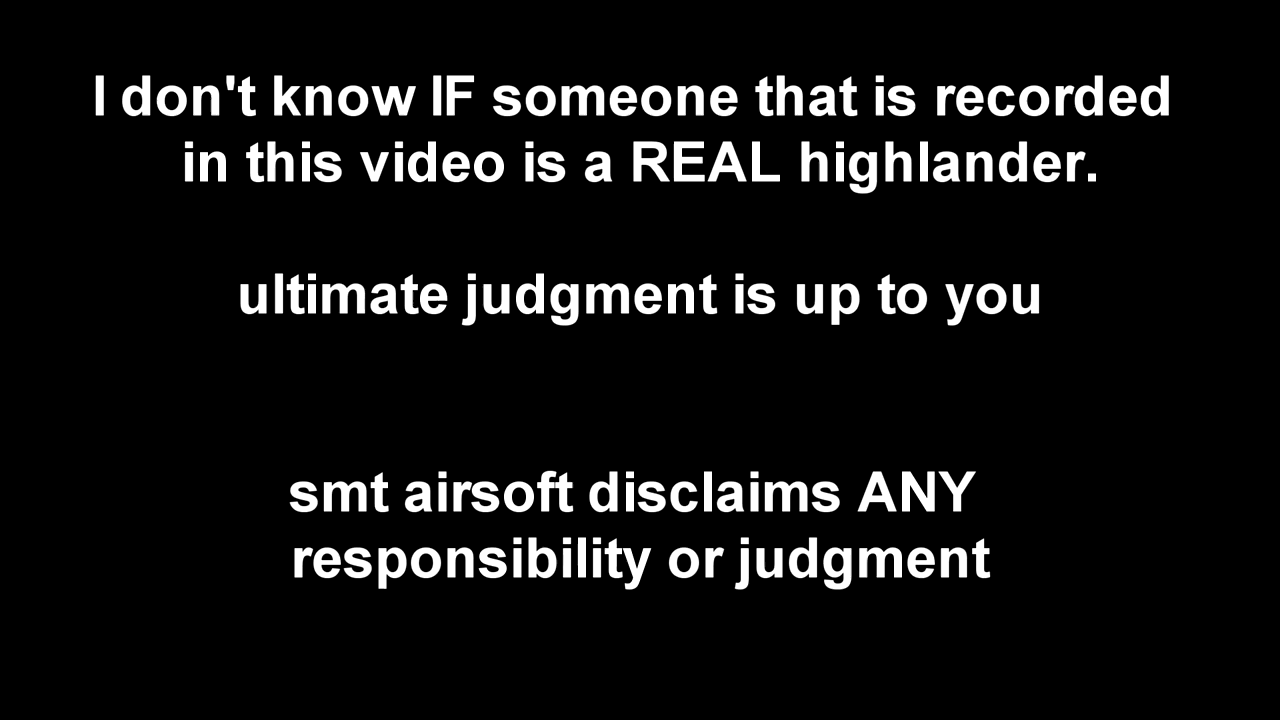 I don't know IF someone that is recorded
in this video is a REAL highlander.
ultimate judgment is up to you
smt airsoft disclaims ANY
responsibility or judgment